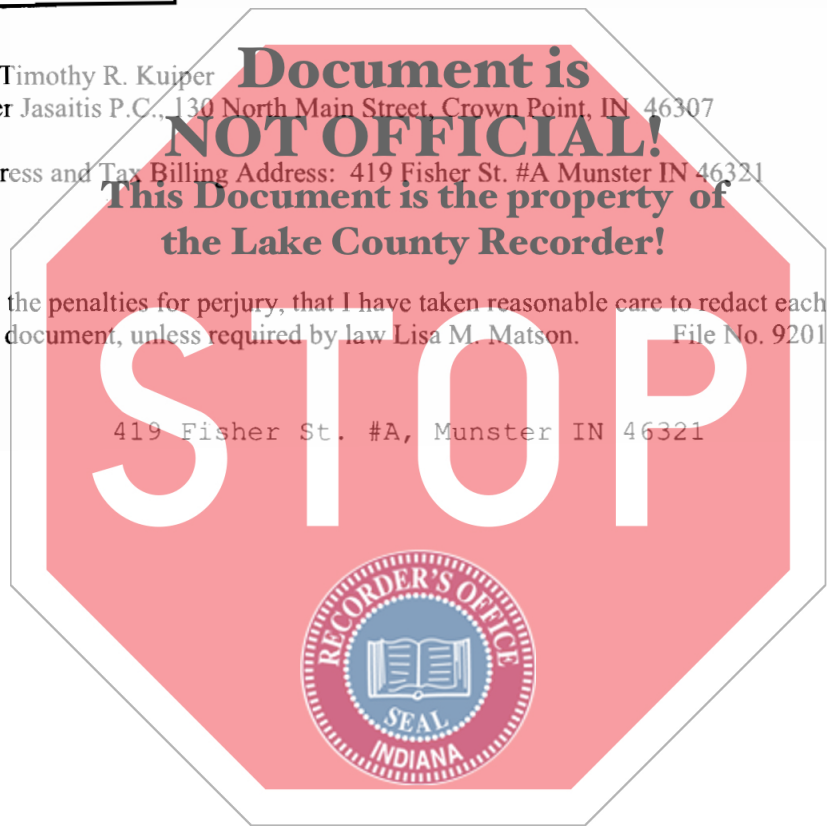 Timothy R. Kuiper
Document is
er Jasaitis P.C., 130 North Main Street, Crown Point, IN 46307
NOT OFFICIAL!
ress and Tax Billing Address: 419 Fisher St. #A Munster IN 46321
This Document is the property of
the Lake County Recorder!
the penalties for perjury, that I have taken reasonable care to redact each
document, unless required by law Lisa M. Matson. File No. 9201
STOP
419 Fisher St. #A, Munster IN 46321
RECORDER'S OFFICE
SEAL
INDIANA